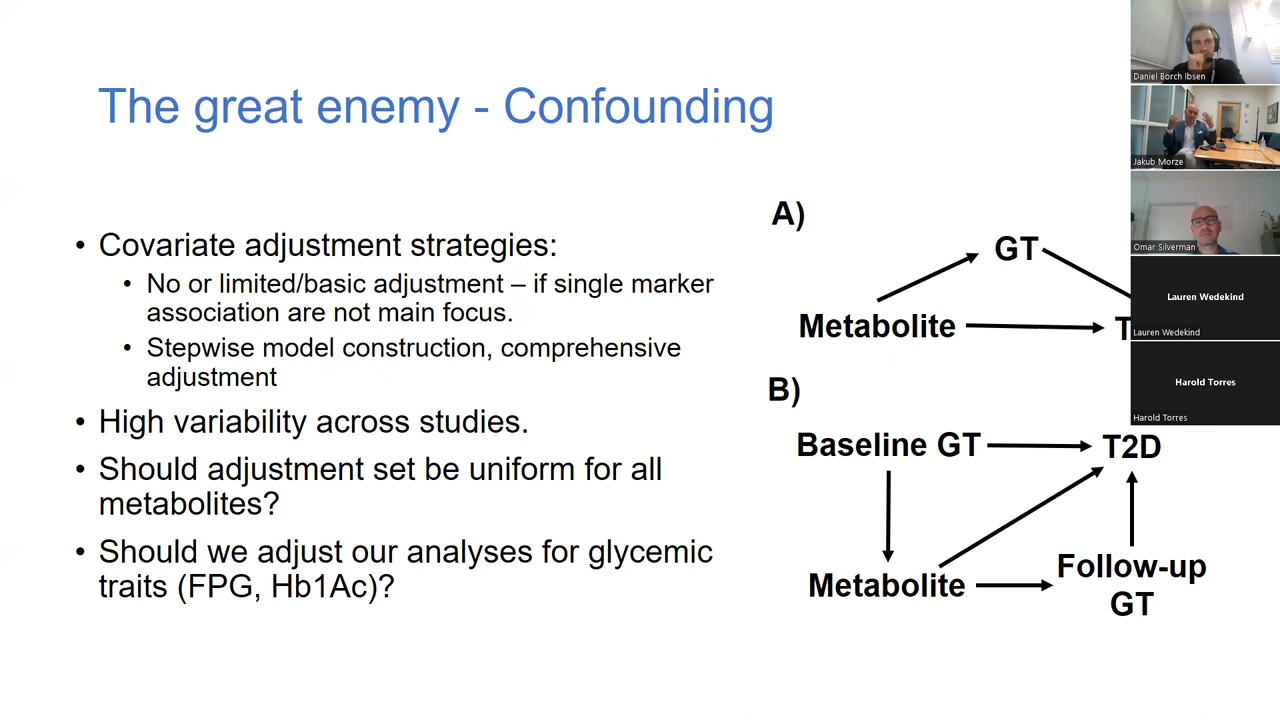 The great enemy - Confounding
• Covariate adjustment strategies:
• No or limited/basic adjustment – if single marker
association are not main focus.
• Stepwise model construction, comprehensive
adjustment
• High variability across studies.
• Should adjustment set be uniform for all
metabolites?
• Should we adjust our analyses for glycemic
traits (FPG, Hb1Ac)?
A)
GT
Metabolite
T
B)
Baseline GT
T2D
Metabolite
Follow-up
GT
Daniel Borch Ibsen
Jakub Morze
Omar Silverman
Lauren Wedekind
Lauren Wedekind
Harold Torres
Harold Torres